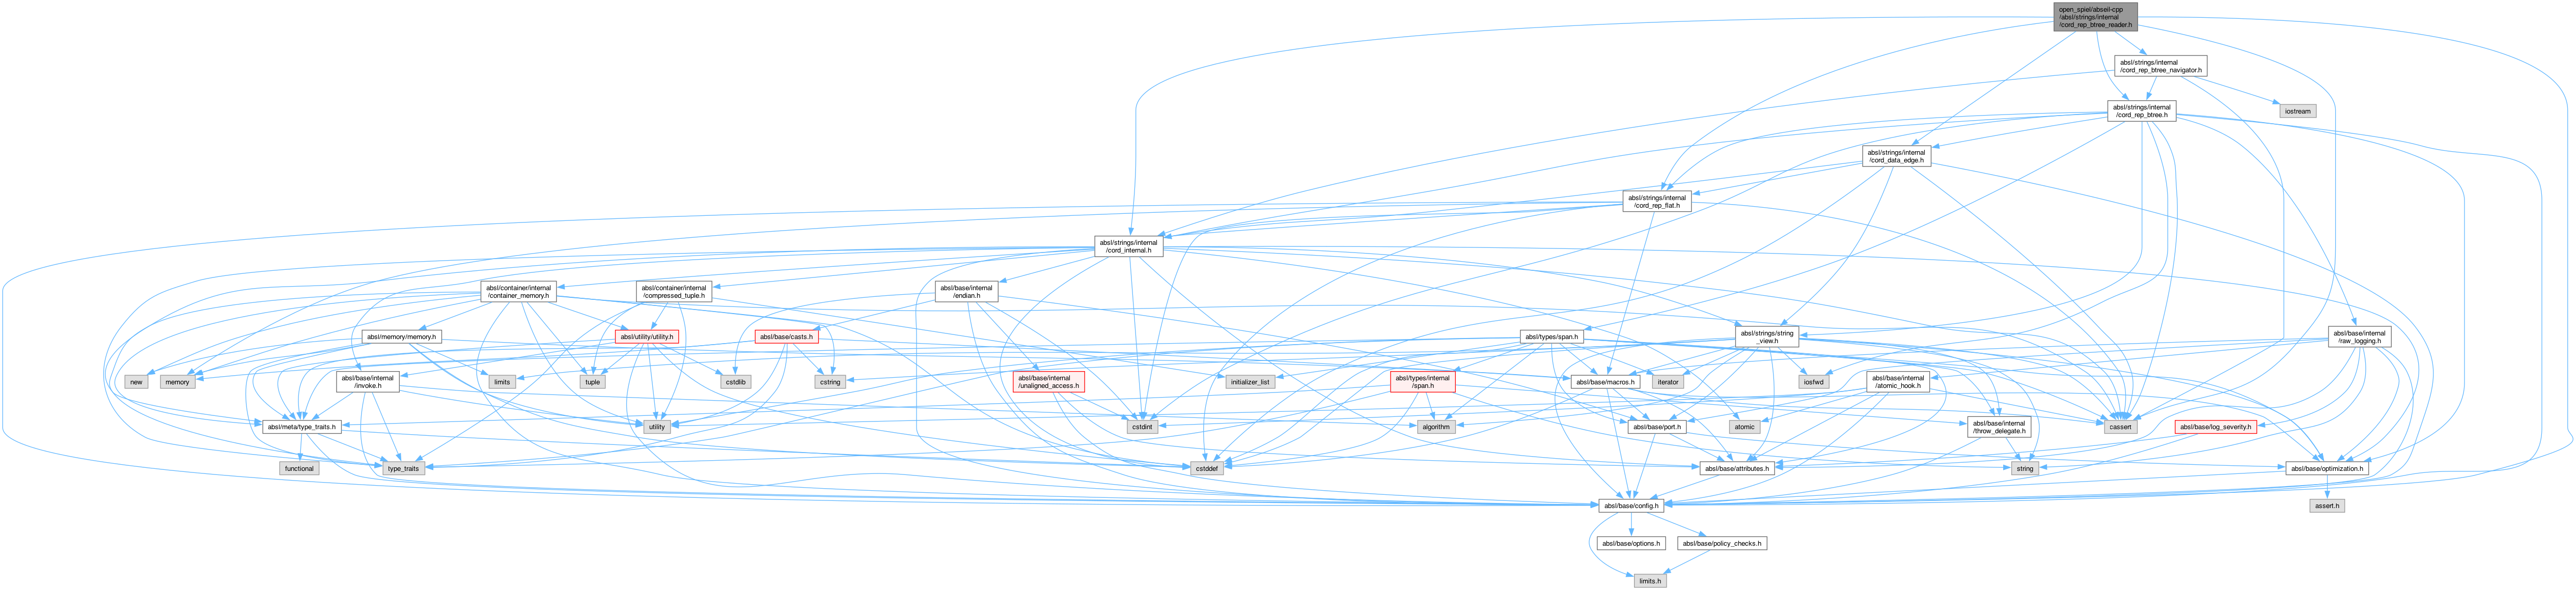 open_spiel/abseil-cpp
/absl/strings/internal
/cord_rep_btree_reader.h
absl/strings/internal
/cord_rep_btree_navigator.h
absl/strings/internal
/cord_rep_btree.h
iostream
absl/strings/internal
/cord_data_edge.h
absl/strings/internal
/cord_rep_flat.h
absl/strings/internal
/cord_internal.h
absl/container/internal
/container_memory.h
absl/container/internal
/compressed_tuple.h
absl/base/internal
/endian.h
absl/memory/memory.h
absl/utility/utility.h
absl/base/casts.h
absl/types/span.h
absl/strings/string
_view.h
absl/base/internal
/raw_logging.h
new
memory
absl/base/internal
/invoke.h
limits
tuple
cstdlib
cstring
absl/base/internal
/unaligned_access.h
initializer_list
absl/types/internal
/span.h
absl/base/macros.h
iterator
iosfwd
absl/base/internal
/atomic_hook.h
absl/meta/type_traits.h
utility
cstdint
algorithm
absl/base/port.h
atomic
absl/base/internal
/throw_delegate.h
cassert
absl/base/log_severity.h
functional
type_traits
cstddef
absl/base/attributes.h
string
absl/base/optimization.h
absl/base/config.h
assert.h
absl/base/options.h
absl/base/policy_checks.h
limits.h